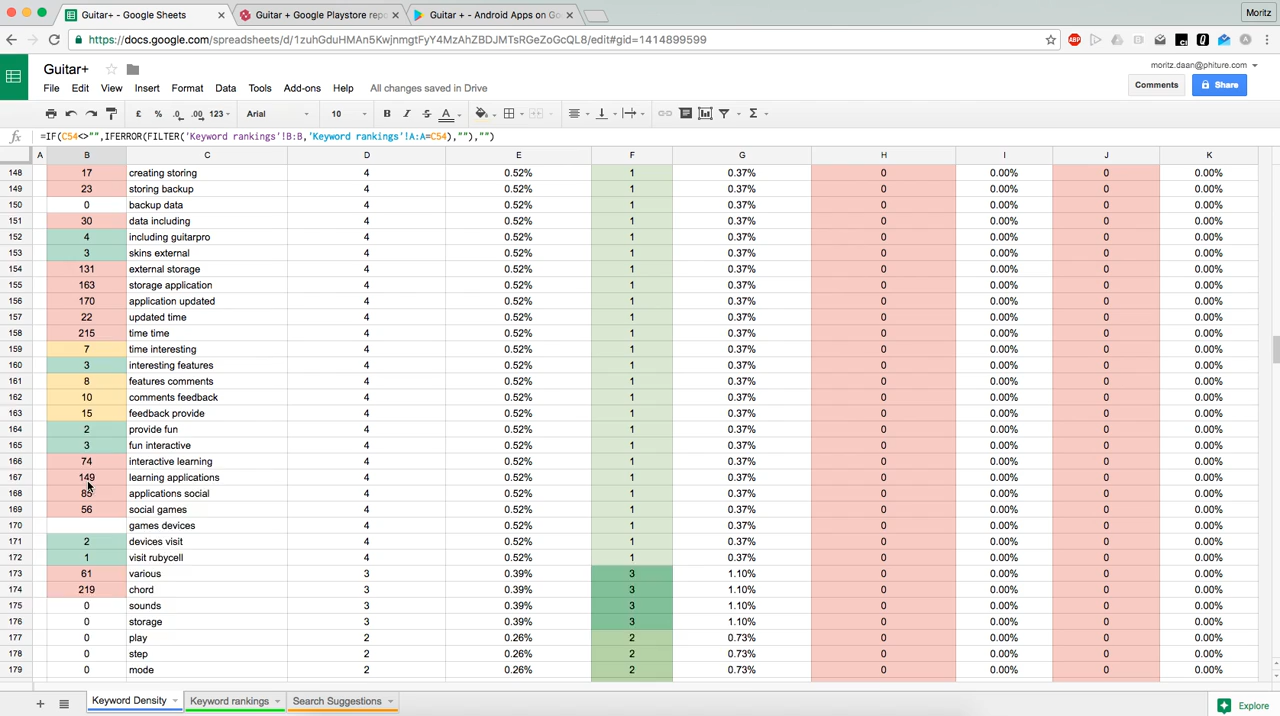 Guitar+ - Google Sheets
Guitar + Google Playstore repo
Guitar + - Android Apps on Go
Moritz
https://docs.google.com/spreadsheets/d/1zuhGduHMAn5KwjnmgtFyY4MzAhZBDJMTsRGeZoGcQL8/edit#gid=1414899599
Guitar+
moritz.daan@phiture.com
File Edit View Insert Format Data Tools Add-ons Help All changes saved in Drive
Comments
Share
£ % .0 .00 123 Arial 10 B I S A
=IF(C54<>"",IFERROR(FILTER('Keyword rankings'!B:B,'Keyword rankings'!A:A=C54),""),"")
A B C D E F G H I J K
148 17 creating storing 4 0.52% 1 0.37% 0 0.00% 0 0.00%
149 23 storing backup 4 0.52% 1 0.37% 0 0.00% 0 0.00%
150 0 backup data 4 0.52% 1 0.37% 0 0.00% 0 0.00%
151 30 data including 4 0.52% 1 0.37% 0 0.00% 0 0.00%
152 4 including guitarpro 4 0.52% 1 0.37% 0 0.00% 0 0.00%
153 3 skins external 4 0.52% 1 0.37% 0 0.00% 0 0.00%
154 131 external storage 4 0.52% 1 0.37% 0 0.00% 0 0.00%
155 163 storage application 4 0.52% 1 0.37% 0 0.00% 0 0.00%
156 170 application updated 4 0.52% 1 0.37% 0 0.00% 0 0.00%
157 22 updated time 4 0.52% 1 0.37% 0 0.00% 0 0.00%
158 215 time time 4 0.52% 1 0.37% 0 0.00% 0 0.00%
159 7 time interesting 4 0.52% 1 0.37% 0 0.00% 0 0.00%
160 3 interesting features 4 0.52% 1 0.37% 0 0.00% 0 0.00%
161 8 features comments 4 0.52% 1 0.37% 0 0.00% 0 0.00%
162 10 comments feedback 4 0.52% 1 0.37% 0 0.00% 0 0.00%
163 15 feedback provide 4 0.52% 1 0.37% 0 0.00% 0 0.00%
164 2 provide fun 4 0.52% 1 0.37% 0 0.00% 0 0.00%
165 3 fun interactive 4 0.52% 1 0.37% 0 0.00% 0 0.00%
166 74 interactive learning 4 0.52% 1 0.37% 0 0.00% 0 0.00%
167 149 learning applications 4 0.52% 1 0.37% 0 0.00% 0 0.00%
168 85 applications social 4 0.52% 1 0.37% 0 0.00% 0 0.00%
169 56 social games 4 0.52% 1 0.37% 0 0.00% 0 0.00%
170 games devices 4 0.52% 1 0.37% 0 0.00% 0 0.00%
171 2 devices visit 4 0.52% 1 0.37% 0 0.00% 0 0.00%
172 1 visit rubycell 4 0.52% 1 0.37% 0 0.00% 0 0.00%
173 61 various 3 0.39% 3 1.10% 0 0.00% 0 0.00%
174 219 chord 3 0.39% 3 1.10% 0 0.00% 0 0.00%
175 0 sounds 3 0.39% 3 1.10% 0 0.00% 0 0.00%
176 0 storage 3 0.39% 3 1.10% 0 0.00% 0 0.00%
177 0 play 2 0.26% 2 0.73% 0 0.00% 0 0.00%
178 0 step 2 0.26% 2 0.73% 0 0.00% 0 0.00%
179 0 mode 2 0.26% 2 0.73% 0 0.00% 0 0.00%
Keyword Density Keyword rankings Search Suggestions Explore